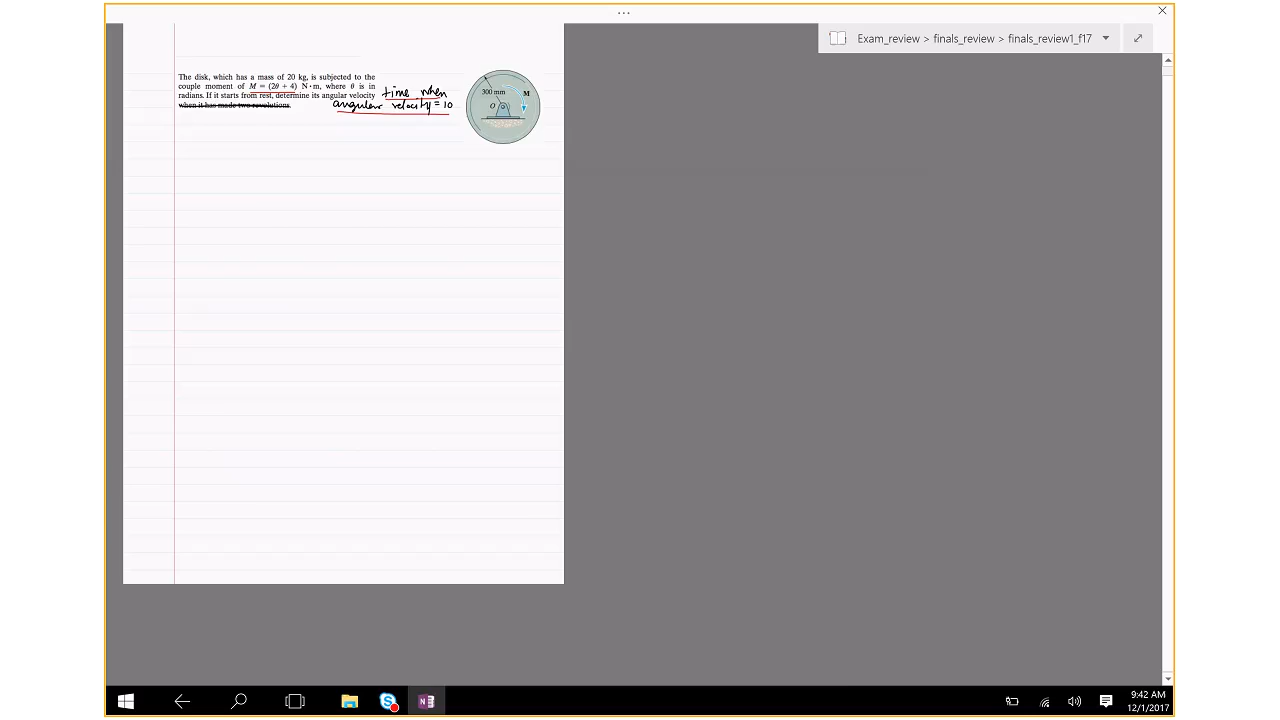 ...
Exam_review > finals_review > finals_review1_f17
The disk, which has a mass of 20 kg, is subjected to the
couple moment of M = (2θ + 4) N·m, where θ is in
radians. If it starts from rest, determine its angular velocity
when it has made two revolutions.
time when
angular velocity = 10
300 mm
M
O
N
9:42 AM
12/1/2017